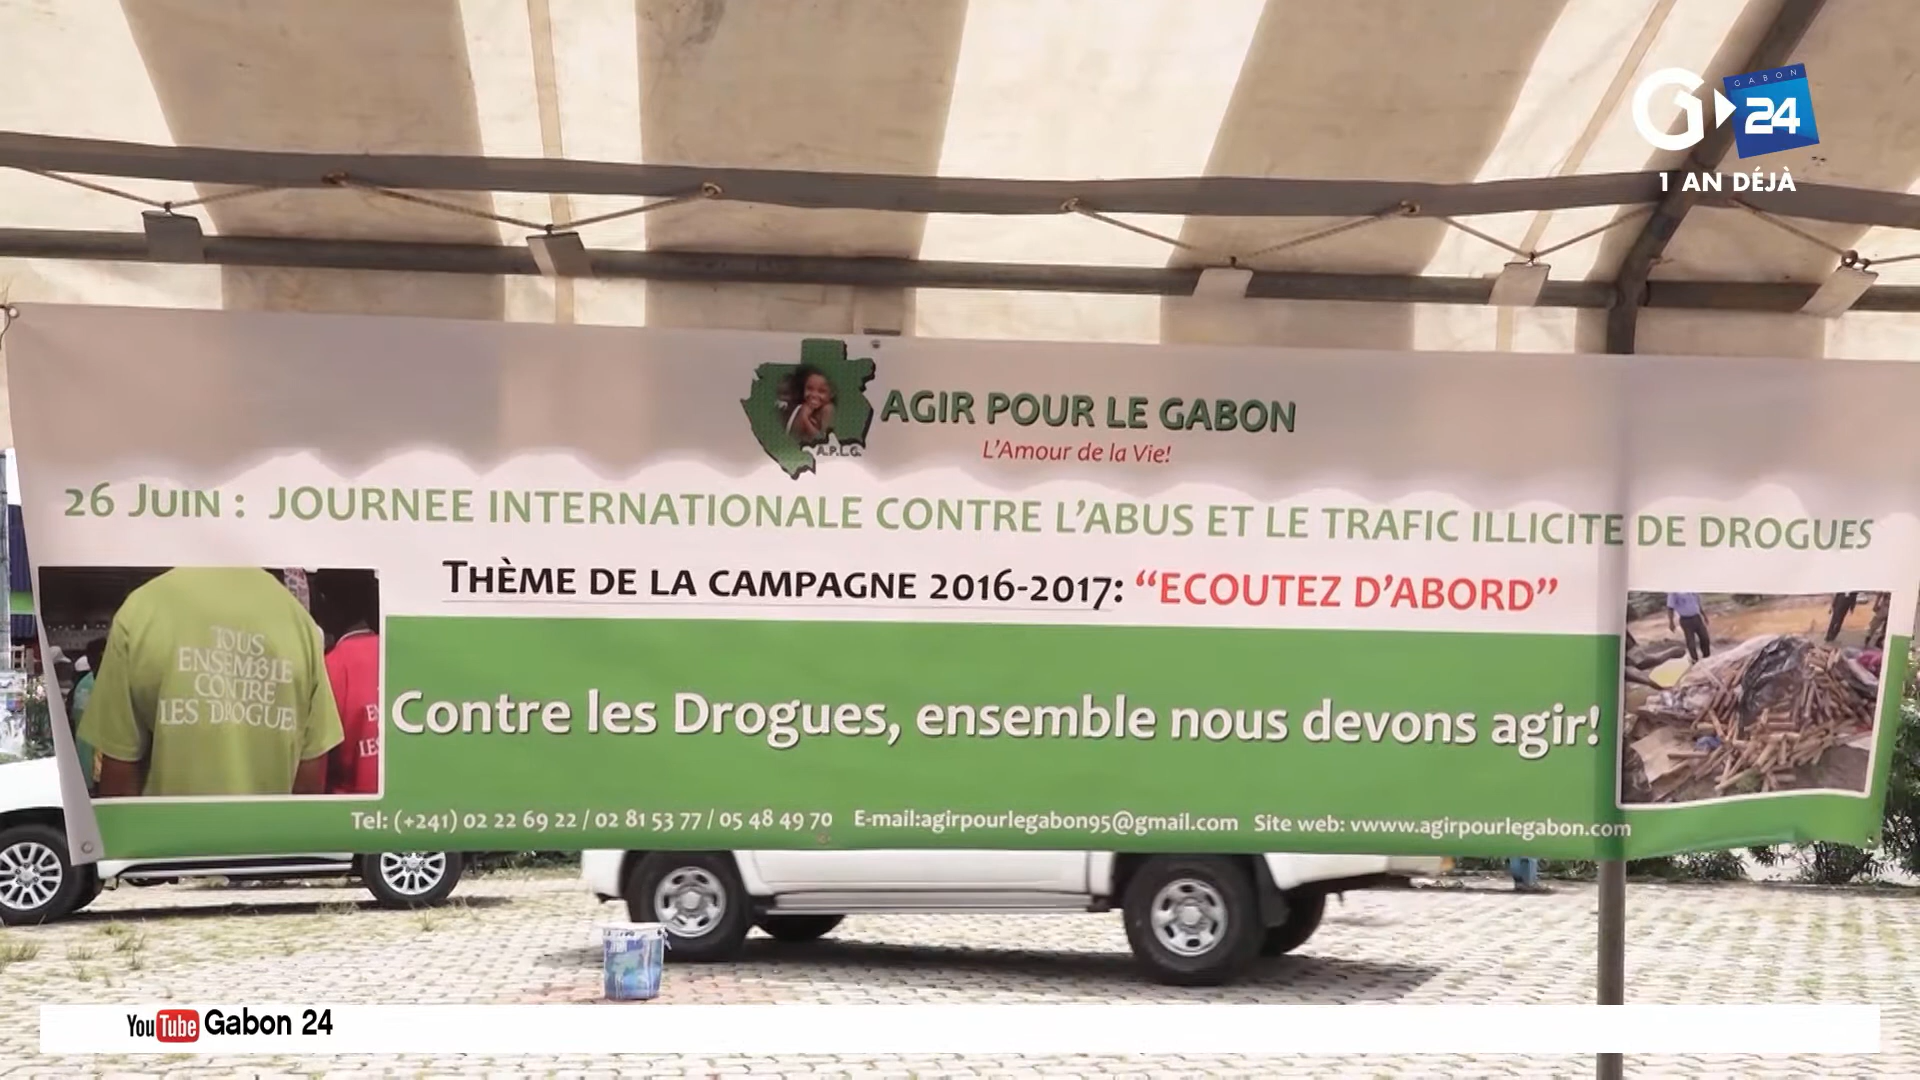 GABON
G 24
1 AN DÉJÀ
A.P.L.G.
AGIR POUR LE GABON
L'Amour de la Vie!
26 JUIN : JOURNEE INTERNATIONALE CONTRE L'ABUS ET LE TRAFIC ILLICITE DE DROGUES
THÈME DE LA CAMPAGNE 2016-2017: “ECOUTEZ D'ABORD”
TOUS
ENSEMBLE
CONTRE
LES DROGUE
EN
LES
Contre les Drogues, ensemble nous devons agir!
Tel: (+241) 02 22 69 22 / 02 81 53 77 / 05 48 49 70 E-mail:agirpourlegabon95@gmail.com Site web: vwww.agirpourlegabon.com
YouTube Gabon 24